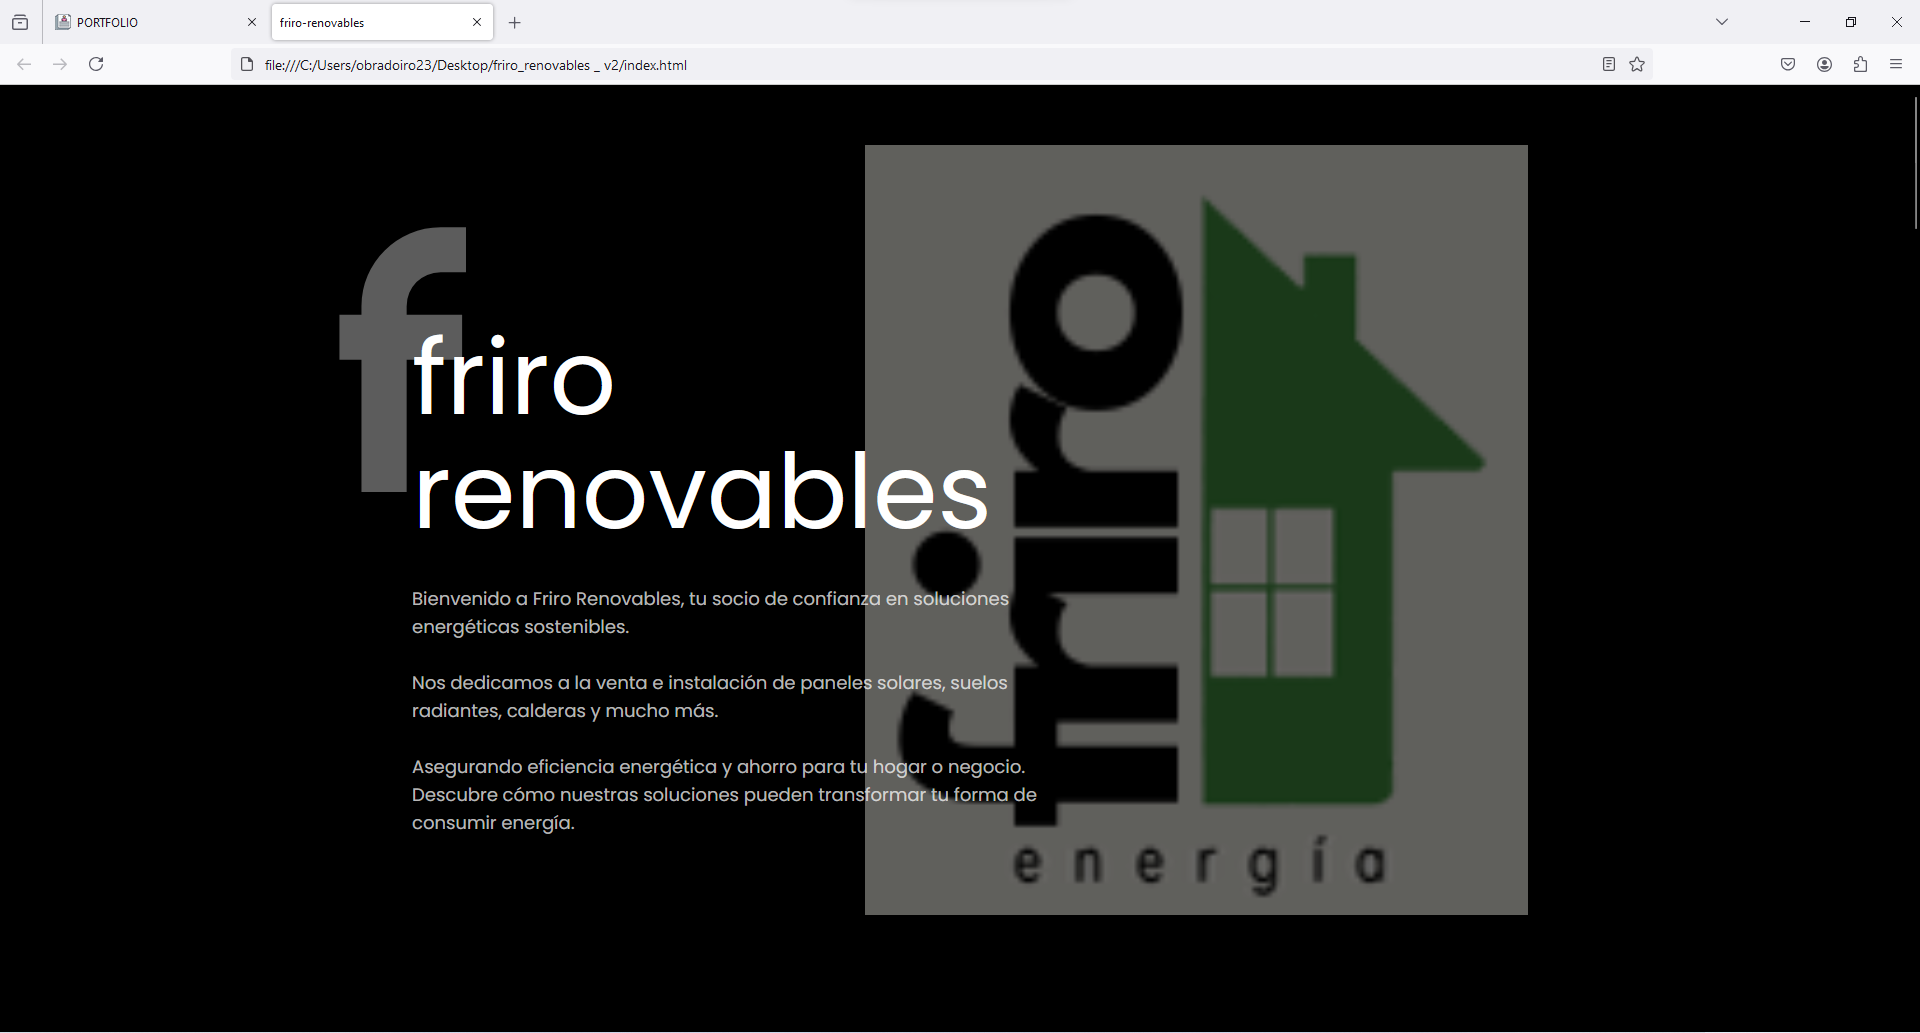 PORTFOLIO
friro-renovables
file:///C:/Users/obradoiro23/Desktop/friro_renovables _ v2/index.html
f
friro
renovables
Bienvenido a Friro Renovables, tu socio de confianza en soluciones
energéticas sostenibles.
Nos dedicamos a la venta e instalación de paneles solares, suelos
radiantes, calderas y mucho más.
Asegurando eficiencia energética y ahorro para tu hogar o negocio.
Descubre cómo nuestras soluciones pueden transformar tu forma de
consumir energía.
friro
energía